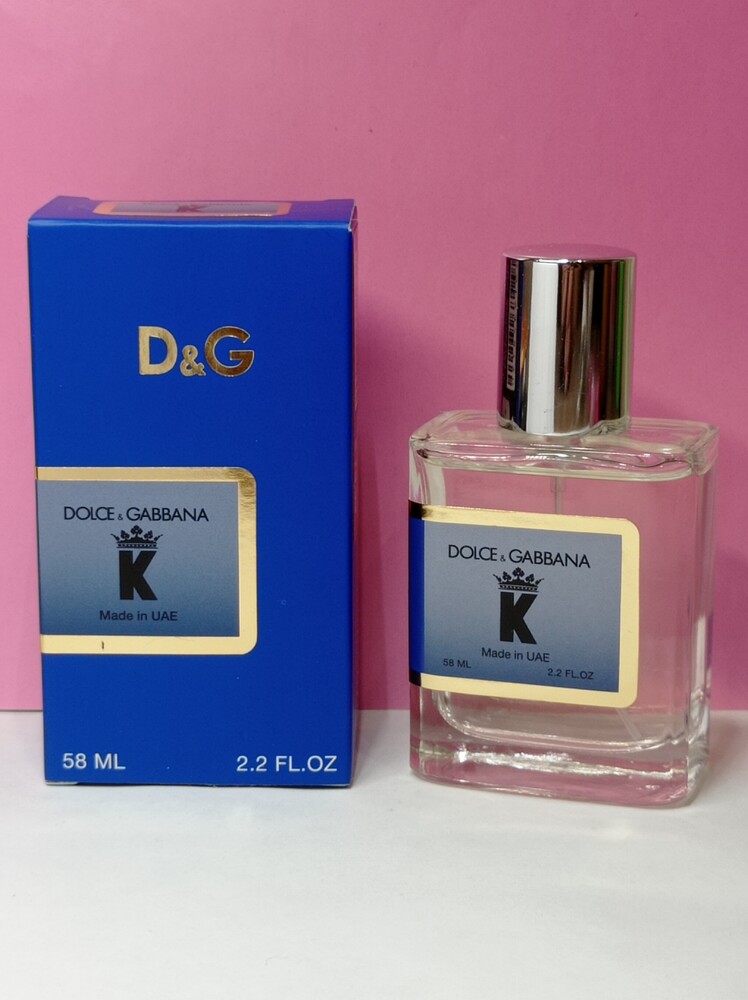 K
D&G
DOLCE & GABBANA
K
Made in UAE
58 ML
2.2 FL.OZ
DOLCE & GABBANA
K
Made in UAE
58 ML
2.2 FL.OZ